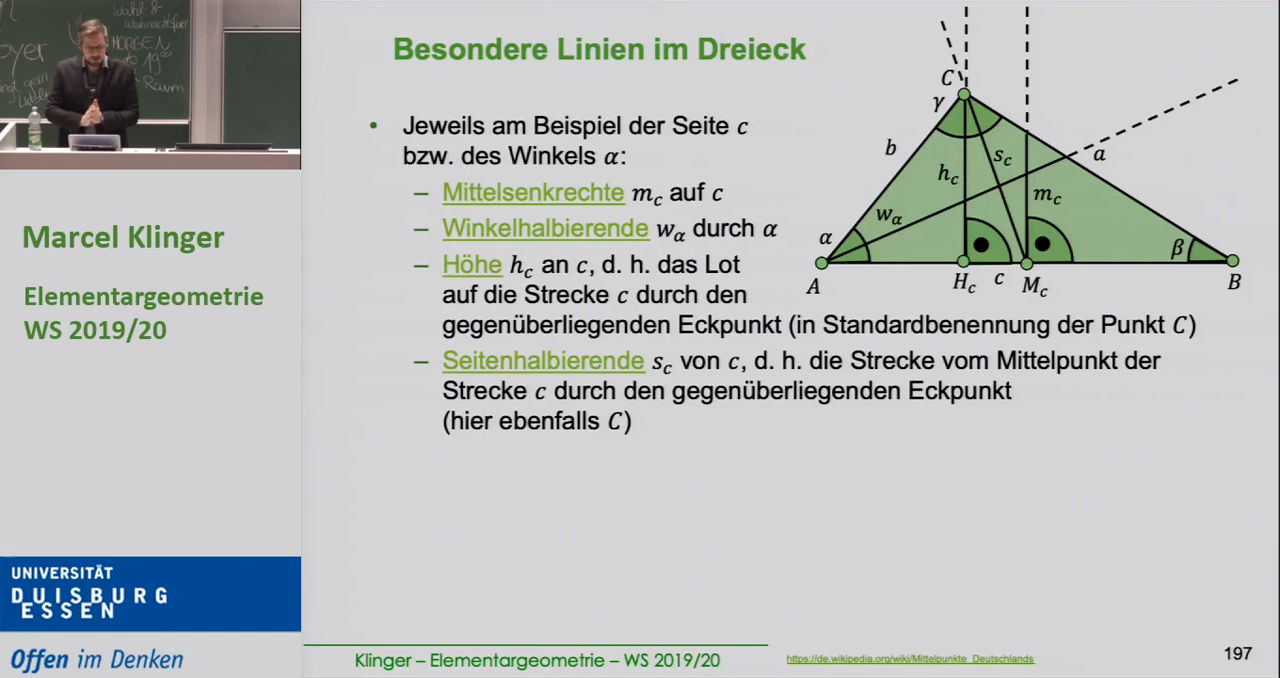 Wahl-&
MORGEN
19⁰⁰
Raum
Marcel Klinger
Elementargeometrie
WS 2019/20
UNIVERSITÄT
DUISBURG
ESSEN
Offen im Denken
Besondere Linien im Dreieck
• Jeweils am Beispiel der Seite c
bzw. des Winkels α:
– Mittelsenkrechte m_c auf c
– Winkelhalbierende w_α durch α
– Höhe h_c an c, d. h. das Lot
auf die Strecke c durch den
gegenüberliegenden Eckpunkt (in Standardbenennung der Punkt C)
– Seitenhalbierende s_c von c, d. h. die Strecke vom Mittelpunkt der
Strecke c durch den gegenüberliegenden Eckpunkt
(hier ebenfalls C)
C
γ
b
s_c
a
h_c
m_c
w_α
α
β
A
H_c
c
M_c
B
Klinger – Elementargeometrie – WS 2019/20
https://de.wikipedia.org/wiki/Mittelpunkte_Deutschlands
197